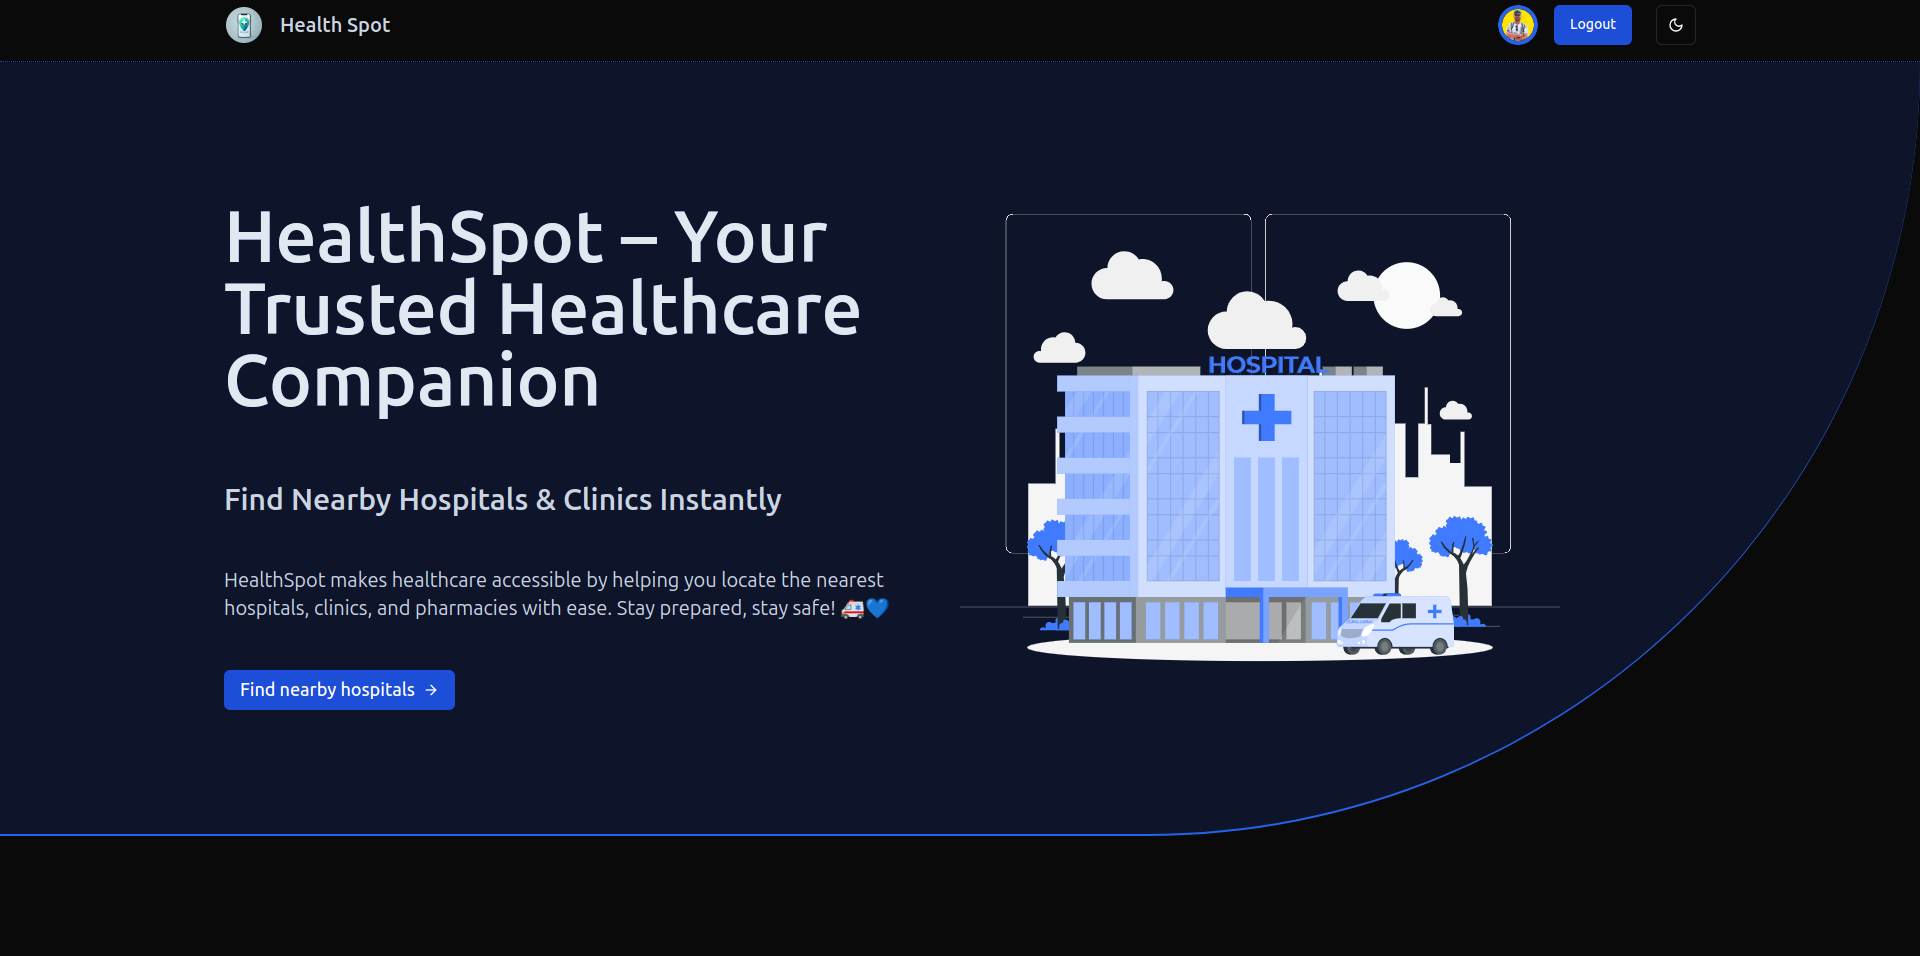 Health Spot
Logout
HealthSpot – Your
Trusted Healthcare
Companion
Find Nearby Hospitals & Clinics Instantly
HealthSpot makes healthcare accessible by helping you locate the nearest
hospitals, clinics, and pharmacies with ease. Stay prepared, stay safe! 🚑💙
Find nearby hospitals →
HOSPITAL